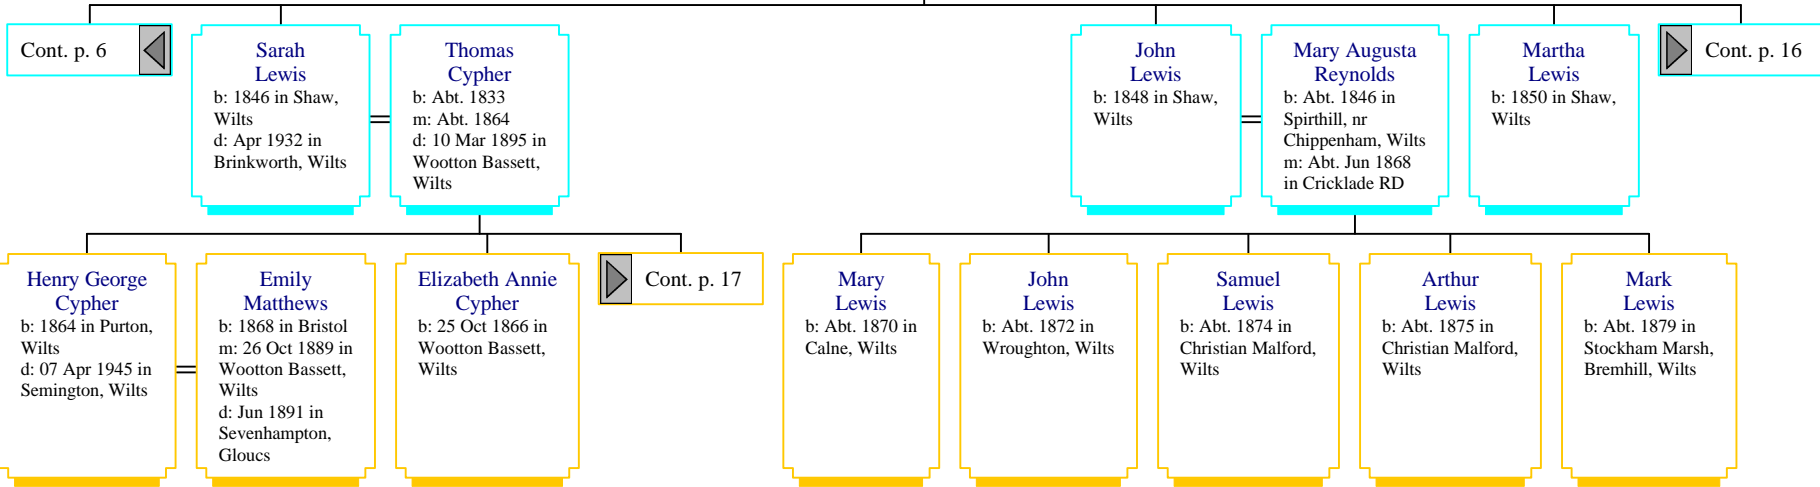 Cont. p. 6
Sarah
Lewis
b: 1846 in Shaw,
Wilts
d: Apr 1932 in
Brinkworth, Wilts
Thomas
Cypher
b: Abt. 1833
m: Abt. 1864
d: 10 Mar 1895 in
Wootton Bassett,
Wilts
John
Lewis
b: 1848 in Shaw,
Wilts
Mary Augusta
Reynolds
b: Abt. 1846 in
Spirthill, nr
Chippenham, Wilts
m: Abt. Jun 1868
in Cricklade RD
Martha
Lewis
b: 1850 in Shaw,
Wilts
Cont. p. 16
Henry George
Cypher
b: 1864 in Purton,
Wilts
d: 07 Apr 1945 in
Semington, Wilts
Emily
Matthews
b: 1868 in Bristol
m: 26 Oct 1889 in
Wootton Bassett,
Wilts
d: Jun 1891 in
Sevenhampton,
Gloucs
Elizabeth Annie
Cypher
b: 25 Oct 1866 in
Wootton Bassett,
Wilts
Cont. p. 17
Mary
Lewis
b: Abt. 1870 in
Calne, Wilts
John
Lewis
b: Abt. 1872 in
Wroughton, Wilts
Samuel
Lewis
b: Abt. 1874 in
Christian Malford,
Wilts
Arthur
Lewis
b: Abt. 1875 in
Christian Malford,
Wilts
Mark
Lewis
b: Abt. 1879 in
Stockham Marsh,
Bremhill, Wilts